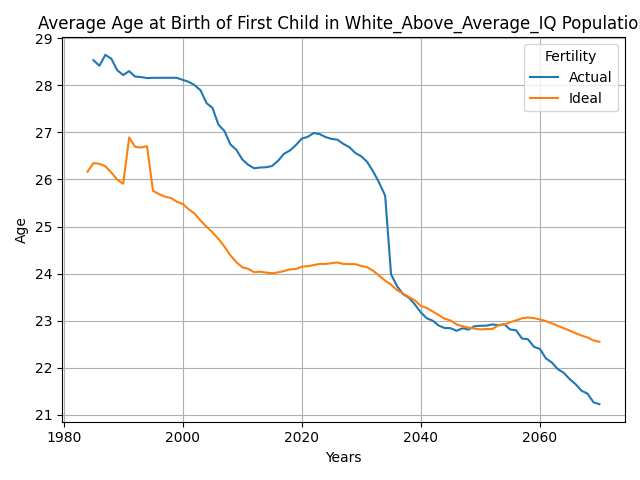 Average Age at Birth of First Child in White_Above_Average_IQ Population
29
28
27
26
25
24
23
22
21
Age
1980
2000
2020
2040
2060
Years
Fertility
Actual
Ideal